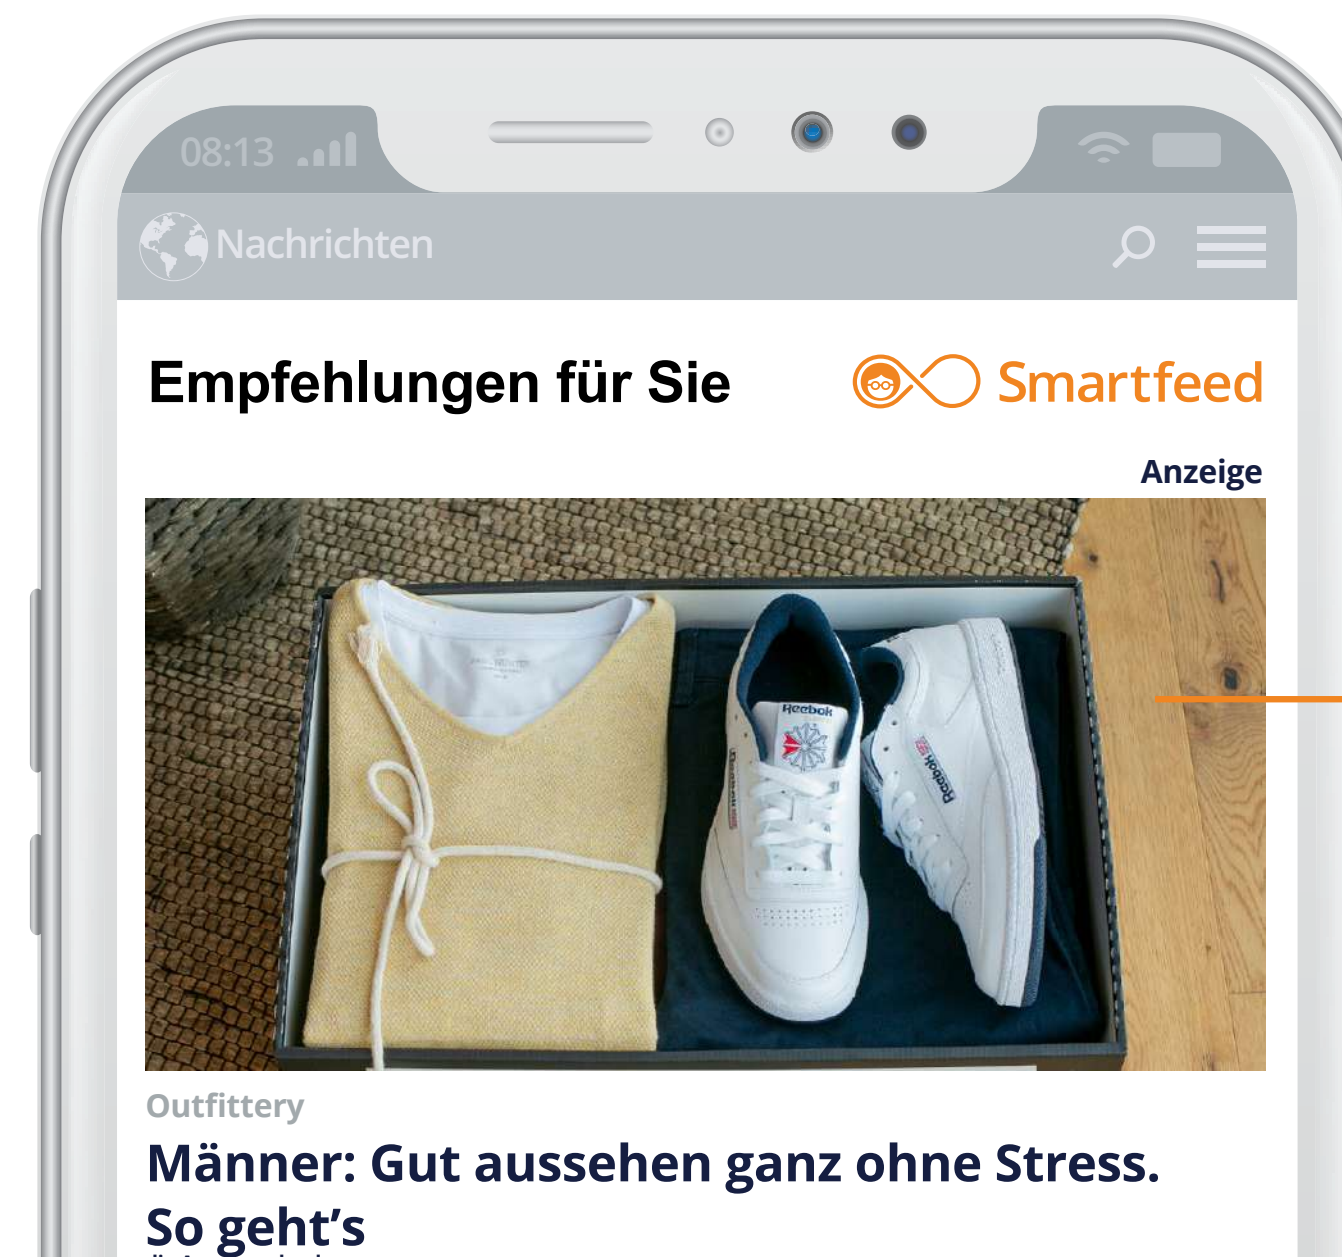 08:13
Nachrichten
Empfehlungen für Sie
Smartfeed
Anzeige
Reebok
Reebok
Reebok
Outfittery
Männer: Gut aussehen ganz ohne Stress.
So geht’s